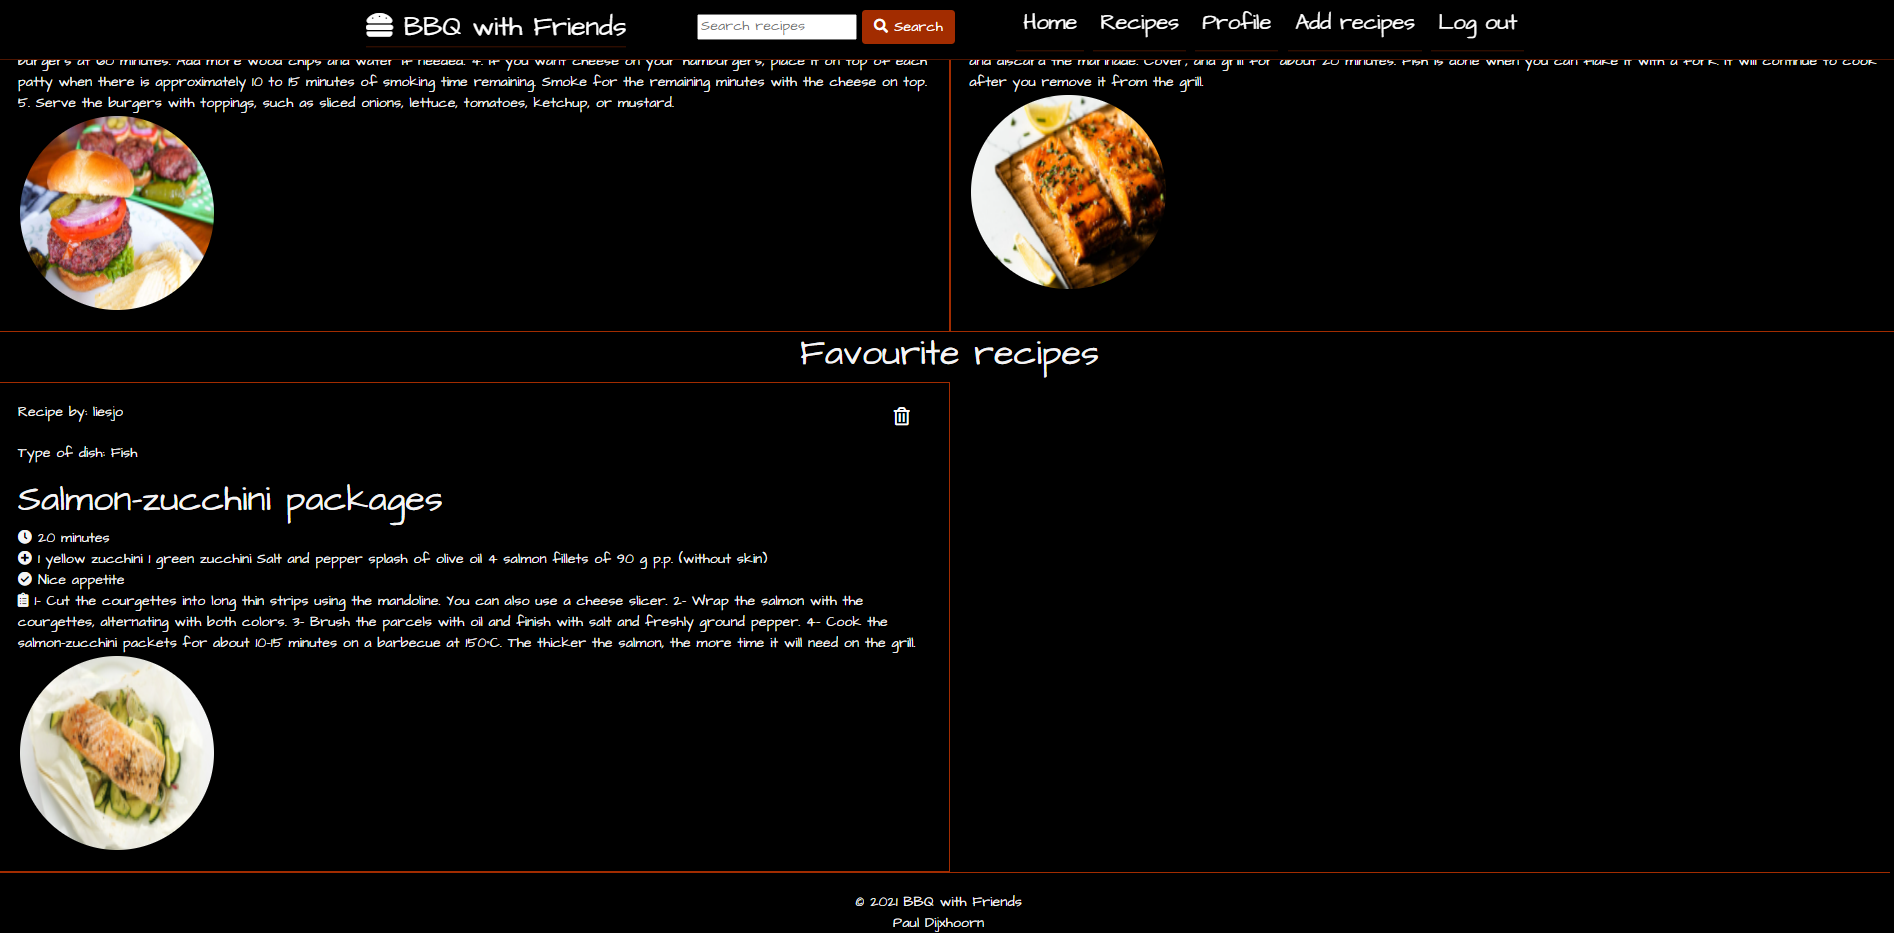 BBQ with Friends
Search recipes
Search
Home Recipes Profile Add recipes Log out
burgers at 60 minutes. Add more wood chips and water if needed. 4. If you want cheese on your hamburgers, place it on top of each
patty when there is approximately 10 to 15 minutes of smoking time remaining. Smoke for the remaining minutes with the cheese on top.
5. Serve the burgers with toppings, such as sliced onions, lettuce, tomatoes, ketchup, or mustard.
and discard the marinade. Cover, and grill for about 20 minutes. Fish is done when you can flake it with a fork. It will continue to cook
after you remove it from the grill.
Favourite recipes
Recipe by: liesjo
Type of dish: Fish
Salmon-zucchini packages
20 minutes
1 yellow zucchini 1 green zucchini Salt and pepper splash of olive oil 4 salmon fillets of 90 g p.p. (without skin)
Nice appetite
1- Cut the courgettes into long thin strips using the mandoline. You can also use a cheese slicer. 2- Wrap the salmon with the
courgettes, alternating with both colors. 3- Brush the parcels with oil and finish with salt and freshly ground pepper. 4- Cook the
salmon-zucchini packets for about 10-15 minutes on a barbecue at 150°C. The thicker the salmon, the more time it will need on the grill.
© 2021 BBQ with Friends
Paul Dijxhoorn